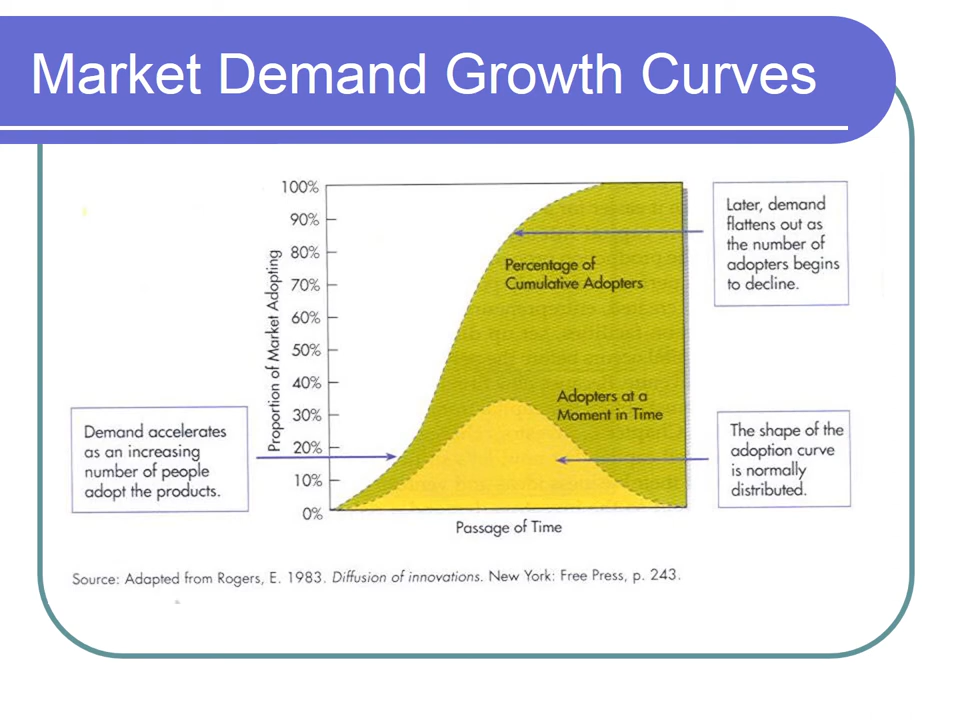 Market Demand Growth Curves
100%
90%
80%
70%
60%
50%
40%
30%
20%
10%
0%
Proportion of Market Adopting
Passage of Time
Percentage of
Cumulative Adopters
Adopters at a
Moment in Time
Later, demand
flattens out as
the number of
adopters begins
to decline.
Demand accelerates
as an increasing
number of people
adopt the products.
The shape of the
adoption curve
is normally
distributed.
Source: Adapted from Rogers, E. 1983. Diffusion of innovations. New York: Free Press, p. 243.